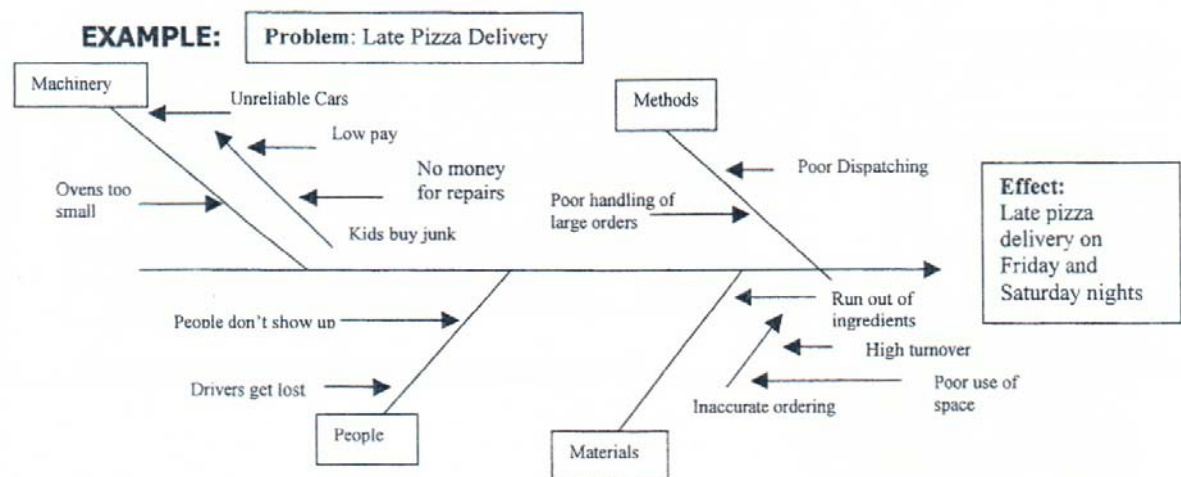 EXAMPLE:
Problem: Late Pizza Delivery
Machinery
Unreliable Cars
Low pay
No money
for repairs
Kids buy junk
Ovens too
small
Methods
Poor Dispatching
Poor handling of
large orders
Effect:
Late pizza
delivery on
Friday and
Saturday nights
People don't show up
Drivers get lost
People
Run out of
ingredients
High turnover
Poor use of
space
Inaccurate ordering
Materials